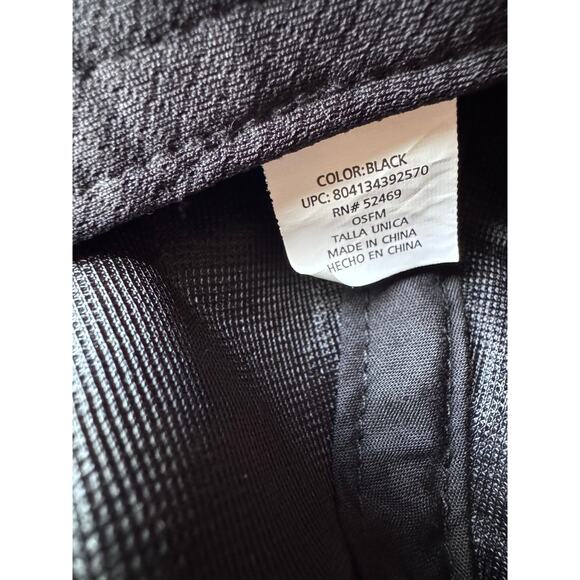 COLOR:BLACK
UPC: 804134392570
RN# 52469
OSFM
TALLA UNICA
MADE IN CHINA
HECHO EN CHINA